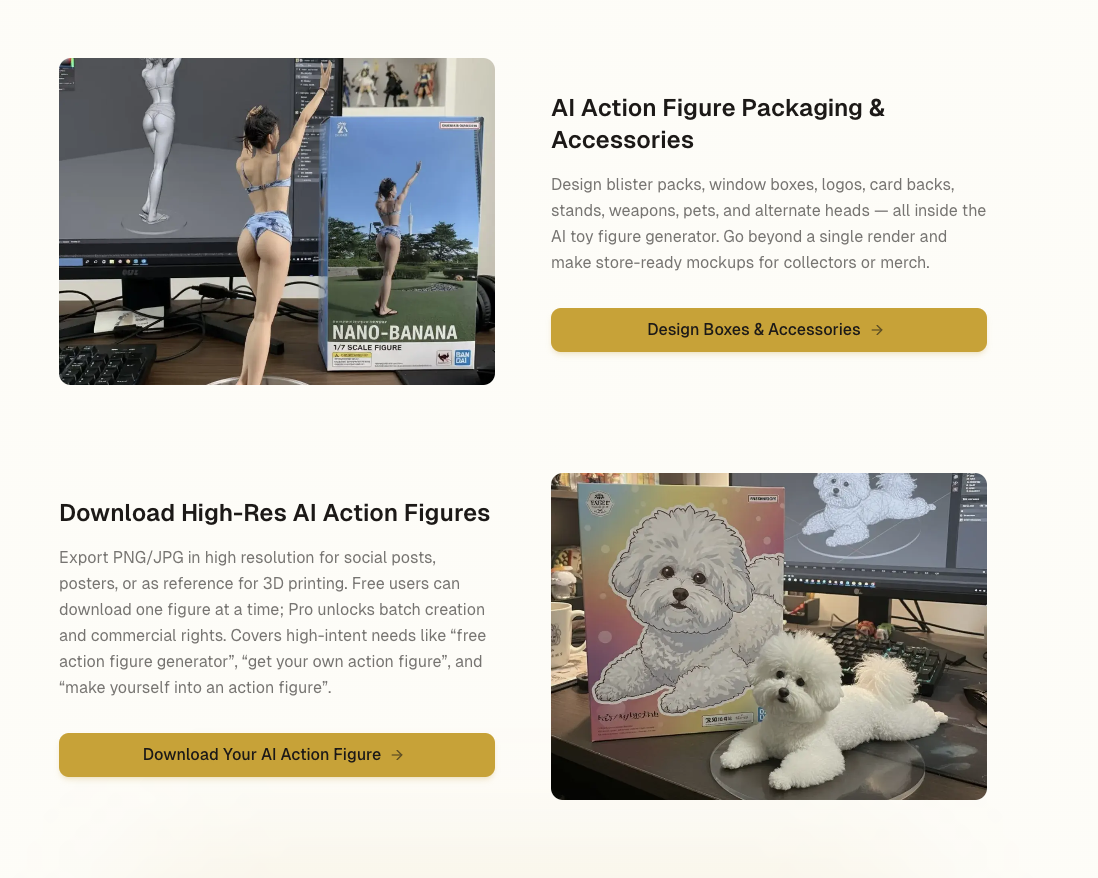 AI Action Figure Packaging &
Accessories
Design blister packs, window boxes, logos, card backs,
stands, weapons, pets, and alternate heads — all inside the
AI toy figure generator. Go beyond a single render and
make store-ready mockups for collectors or merch.
Design Boxes & Accessories →
NANO-BANANA
1/7 SCALE FIGURE
BAN
DAI
Download High-Res AI Action Figures
Export PNG/JPG in high resolution for social posts,
posters, or as reference for 3D printing. Free users can
download one figure at a time; Pro unlocks batch creation
and commercial rights. Covers high-intent needs like “free
action figure generator”, “get your own action figure”, and
“make yourself into an action figure”.
Download Your AI Action Figure →